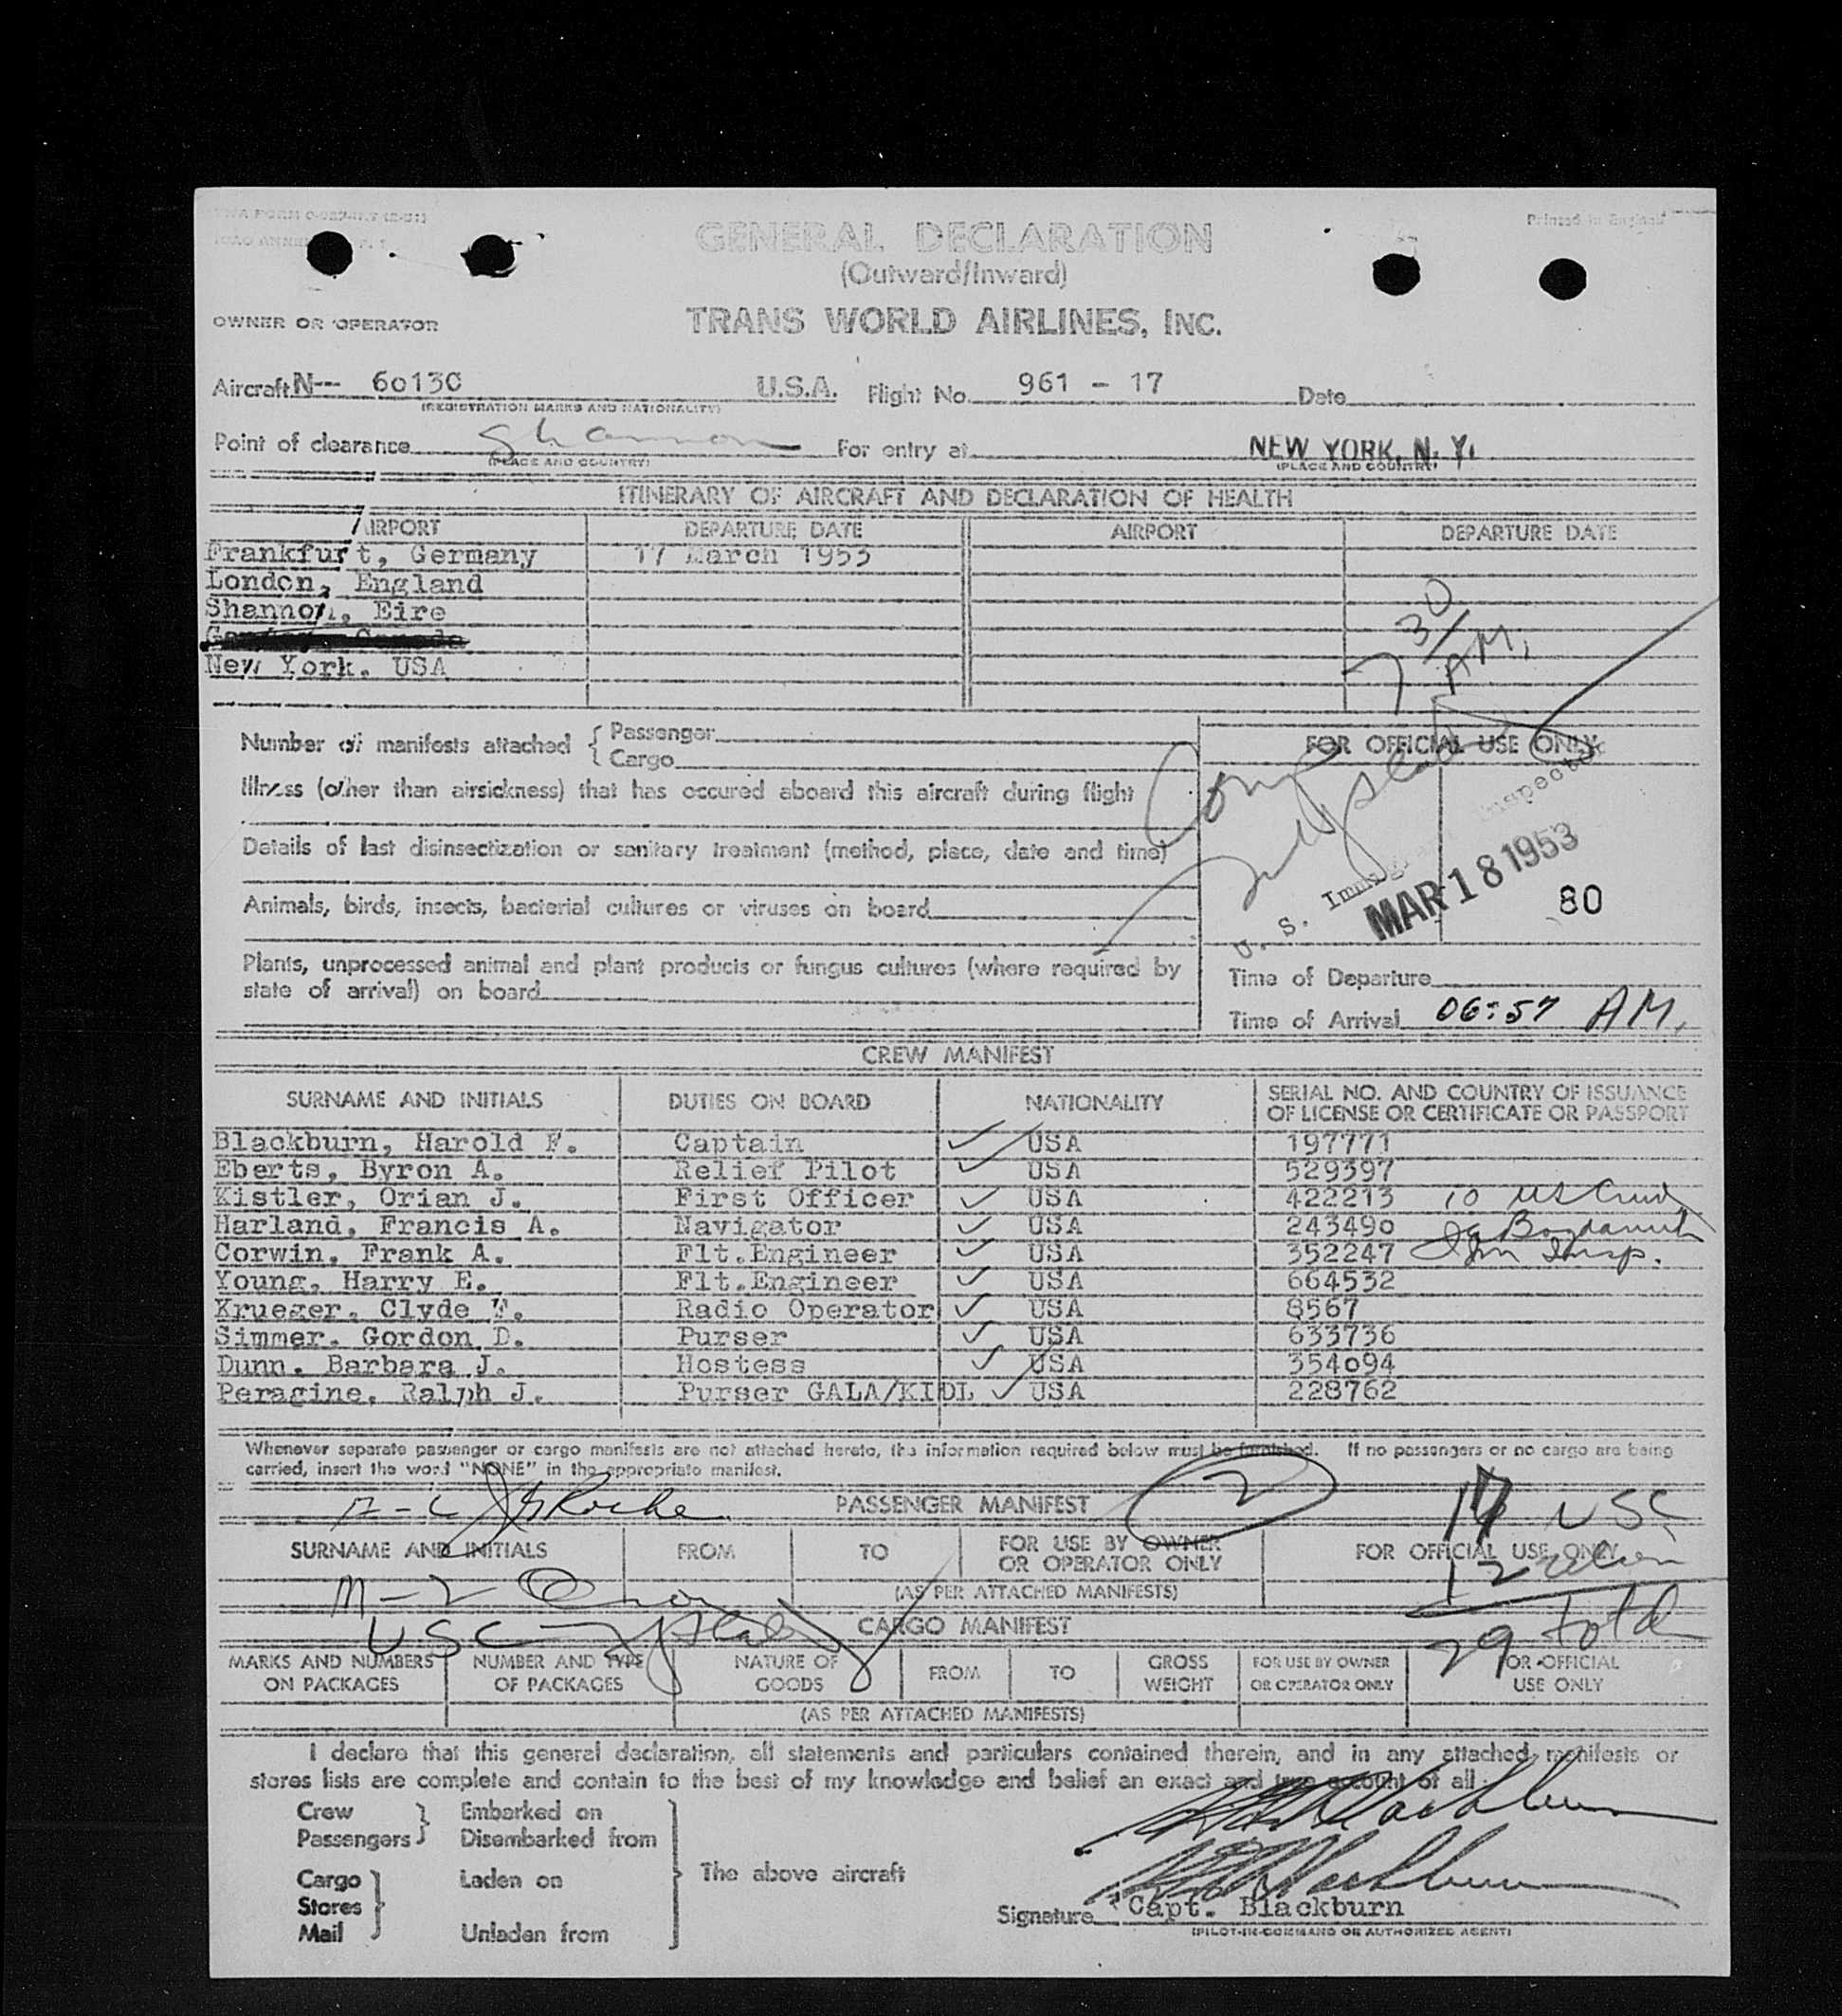 TWA FORM
Printed in England
GENERAL DECLARATION
(Outward/Inward)
OWNER OR OPERATOR TRANS WORLD AIRLINES, INC.
Aircraft N-- 6013C U.S.A. Flight No. 961 - 17 Date
(REGISTRATION MARKS AND NATIONALITY)
Point of clearance Shannon For entry at NEW YORK, N. Y.
(PLACE AND COUNTRY) (PLACE AND COUNTRY)
ITINERARY OF AIRCRAFT AND DECLARATION OF HEALTH
AIRPORT DEPARTURE DATE AIRPORT DEPARTURE DATE
Frankfurt, Germany 17 March 1953
London, England
Shannon, Eire
New York. USA
7 30/AM,
Number of manifests attached { Passenger
Cargo
FOR OFFICIAL USE ONLY
Illness (other than airsickness) that has occured aboard this aircraft during flight
Details of last disinsectization or sanitary treatment (method, place, date and time)
U. S. Immig Inspector
MAR 18 1953
80
Animals, birds, insects, bacterial cultures or viruses on board
Plants, unprocessed animal and plant products or fungus cultures (where required by
state of arrival) on board
Time of Departure
Time of Arrival 06:57 AM,
CREW MANIFEST
SURNAME AND INITIALS DUTIES ON BOARD NATIONALITY SERIAL NO. AND COUNTRY OF ISSUANCE
OF LICENSE OR CERTIFICATE OR PASSPORT
Blackburn, Harold F. Captain USA 197771
Eberts, Byron A. Relief Pilot USA 529397
Kistler, Orian J. First Officer USA 422213 10 US
Harland, Francis A. Navigator USA 243490
Corwin, Frank A. Flt.Engineer USA 352247 Imm Insp.
Young, Harry E. Flt.Engineer USA 664532
Krueger, Clyde T. Radio Operator USA 8567
Simmer. Gordon D. Purser USA 633736
Dunn. Barbara J. Hostess USA 354094
Peragine, Ralph J. Purser GALA/KIDL USA 228762
Whenever separate passenger or cargo manifests are not attached hereto, the information required below must be furnished. If no passengers or no cargo are being
carried, insert the word "NONE" in the appropriate manifest.
PASSENGER MANIFEST 2 17 USC
SURNAME AND INITIALS FROM TO FOR USE BY OWNER
OR OPERATOR ONLY FOR OFFICIAL USE ONLY
12
(AS PER ATTACHED MANIFESTS)
USC CARGO MANIFEST 29 total
MARKS AND NUMBERS
ON PACKAGES NUMBER AND TYPE
OF PACKAGES NATURE OF
GOODS FROM TO GROSS
WEIGHT FOR USE BY OWNER
OR OPERATOR ONLY FOR OFFICIAL
USE ONLY
(AS PER ATTACHED MANIFESTS)
I declare that this general declaration, all statements and particulars contained therein, and in any attached manifests or
stores lists are complete and contain to the best of my knowledge and belief an exact and true account of all
Crew Embarked on
Passengers Disembarked from
Cargo Laden on The above aircraft
Stores
Mail Unladen from
Signature Capt. Blackburn
(PILOT-IN-COMMAND OR AUTHORIZED AGENT)